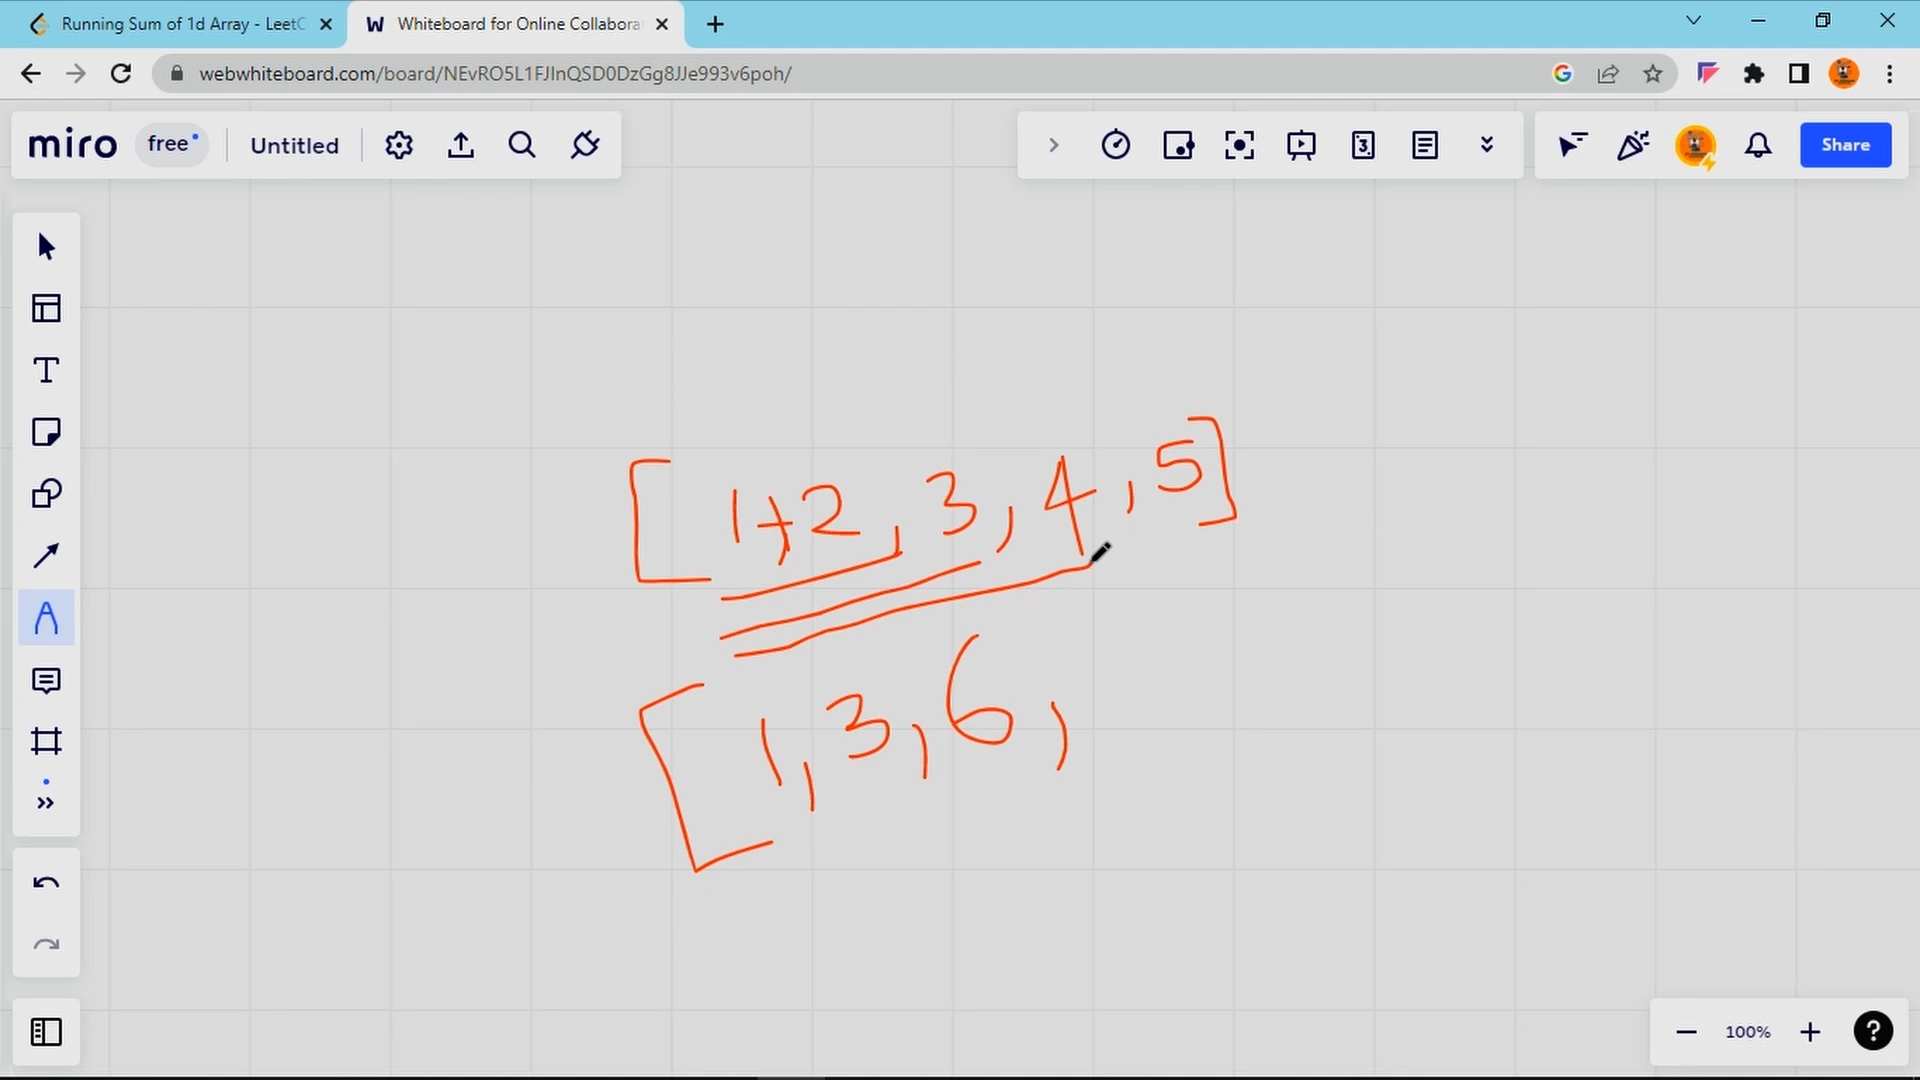 Running Sum of 1d Array - LeetC
Whiteboard for Online Collabora
webwhiteboard.com/board/NEvRO5L1FJInQSD0DzGg8JJe993v6poh/
miro free Untitled
Share
[1,+2, 3, 4, 5]
[1, 3, 6,
100%